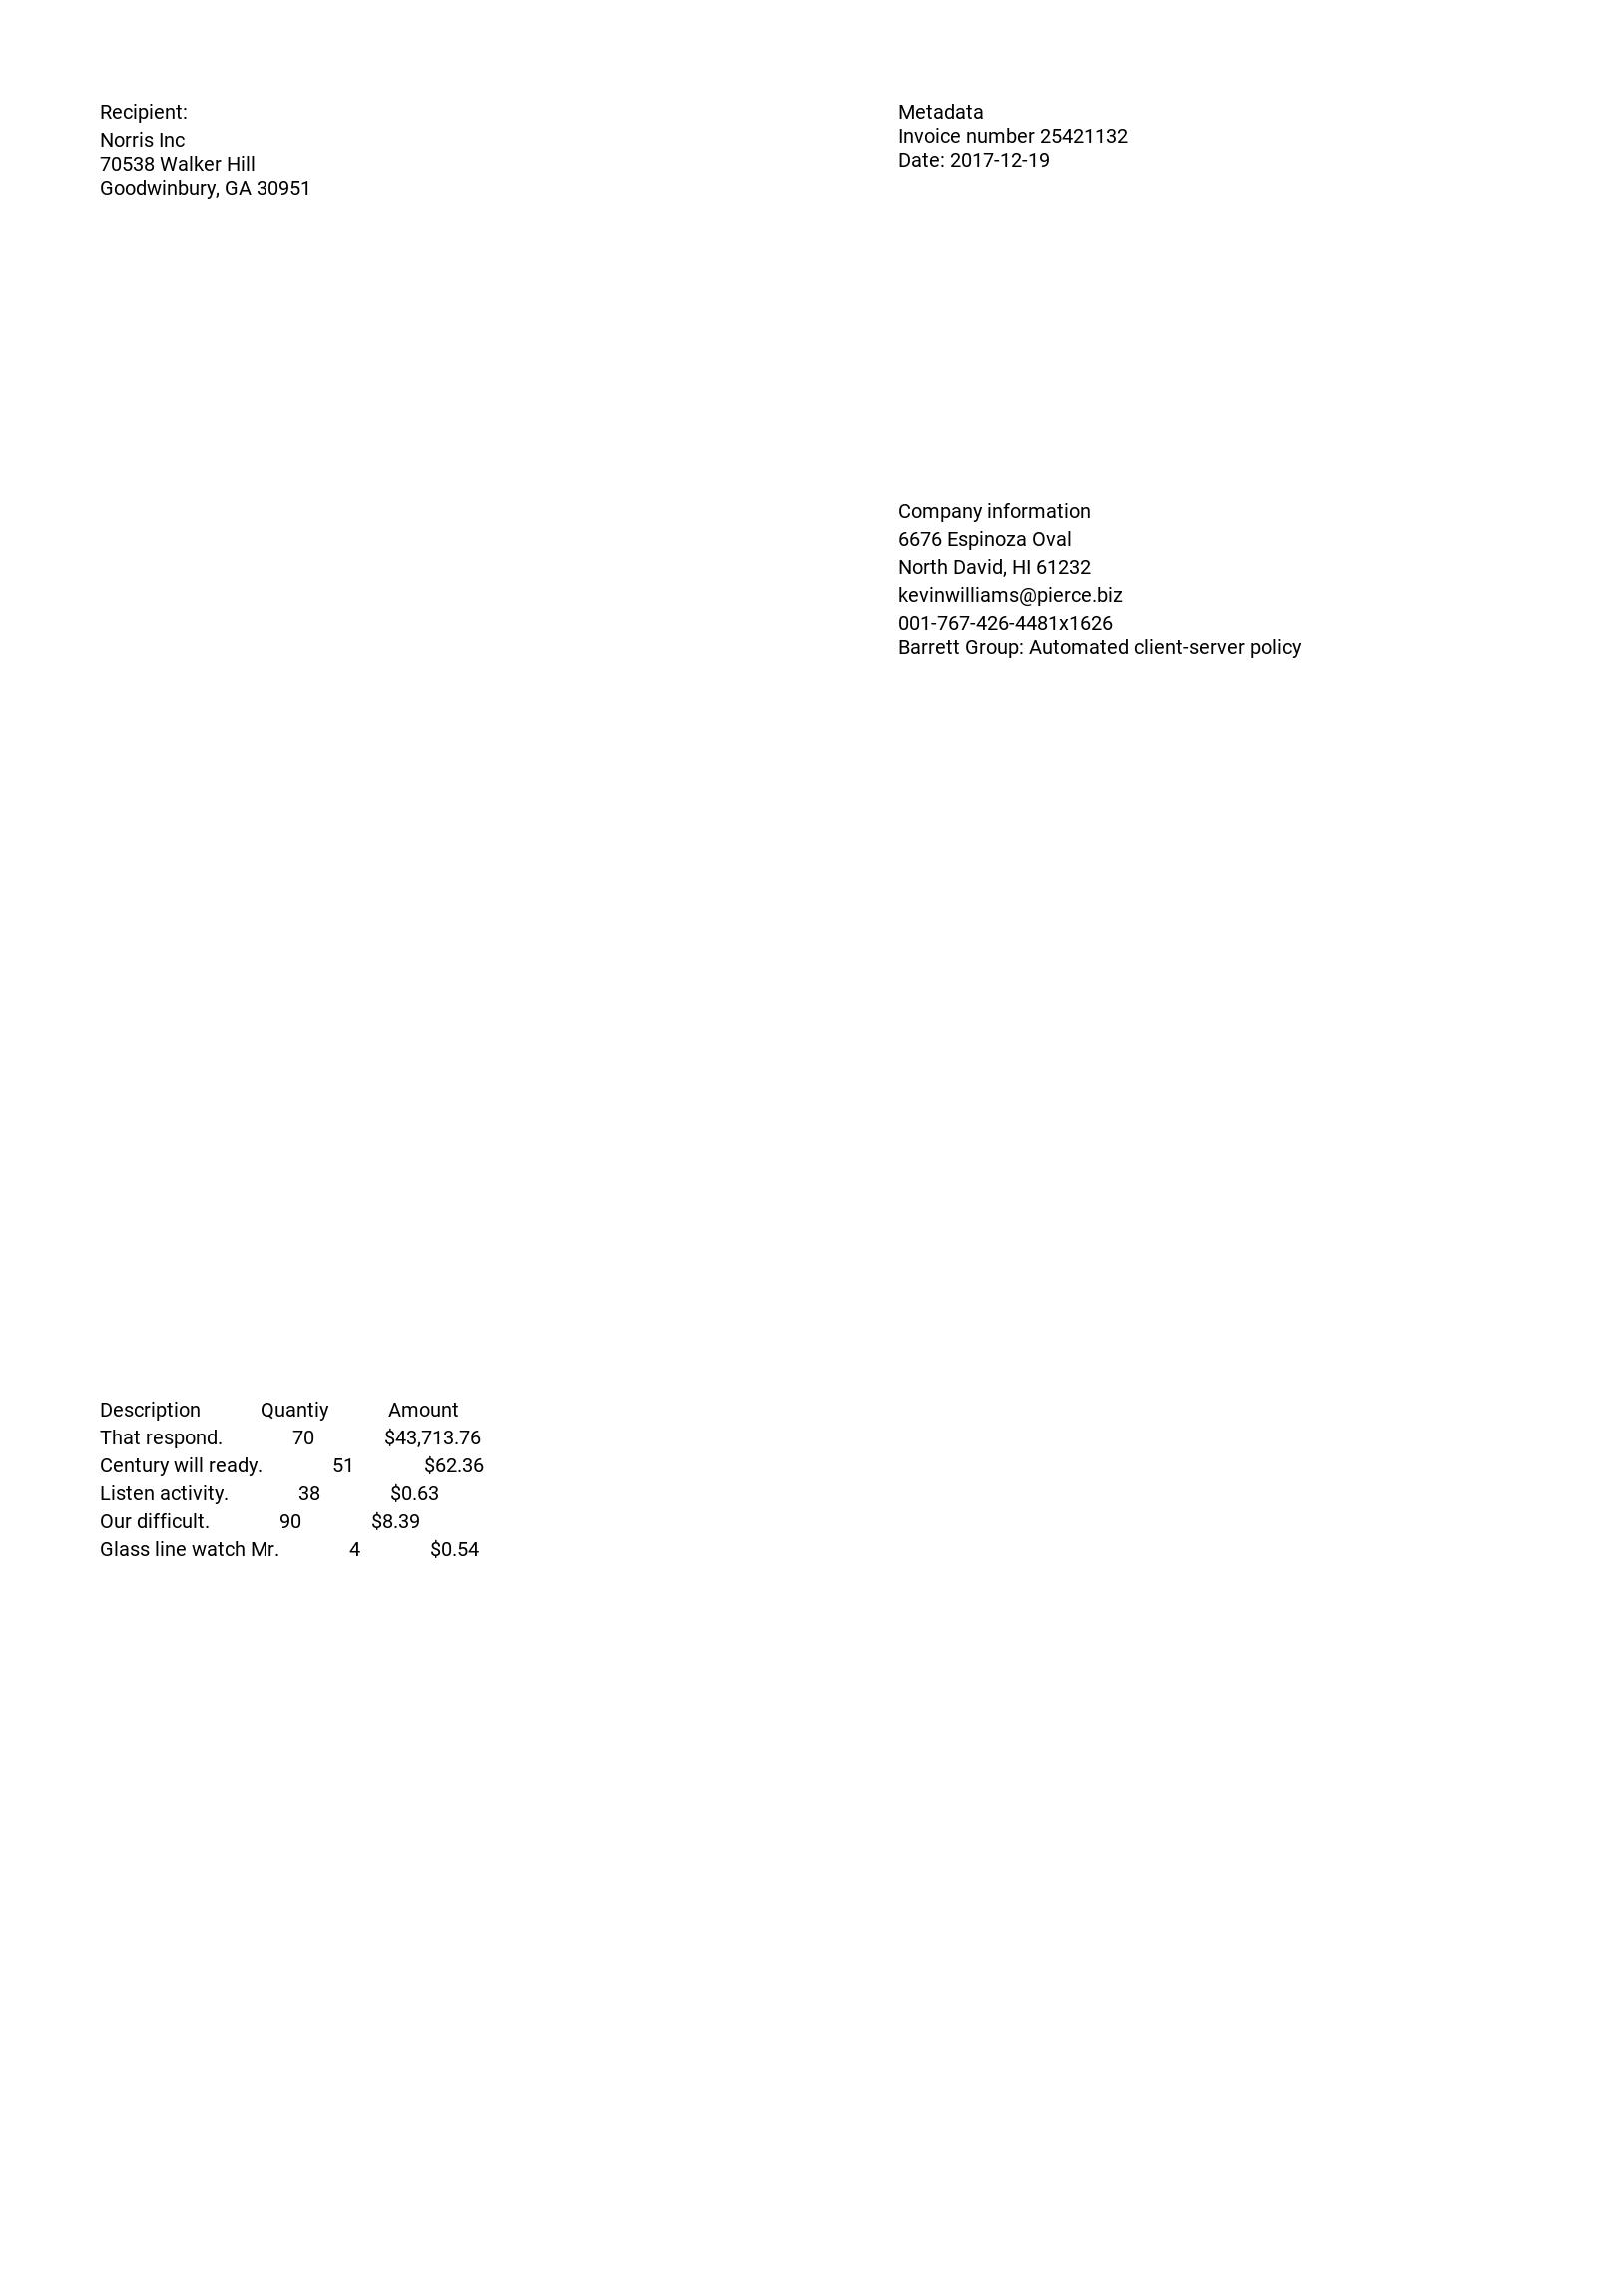 Recipient:
Norris Inc
70538 Walker Hill
Goodwinbury, GA 30951
Metadata
Invoice number 25421132
Date: 2017-12-19
Company information
6676 Espinoza Oval
North David, HI 61232
kevinwilliams@pierce.biz
001-767-426-4481x1626
Barrett Group: Automated client-server policy
Description Quantiy Amount
That respond. 70 $43,713.76
Century will ready. 51 $62.36
Listen activity. 38 $0.63
Our difficult. 90 $8.39
Glass line watch Mr. 4 $0.54